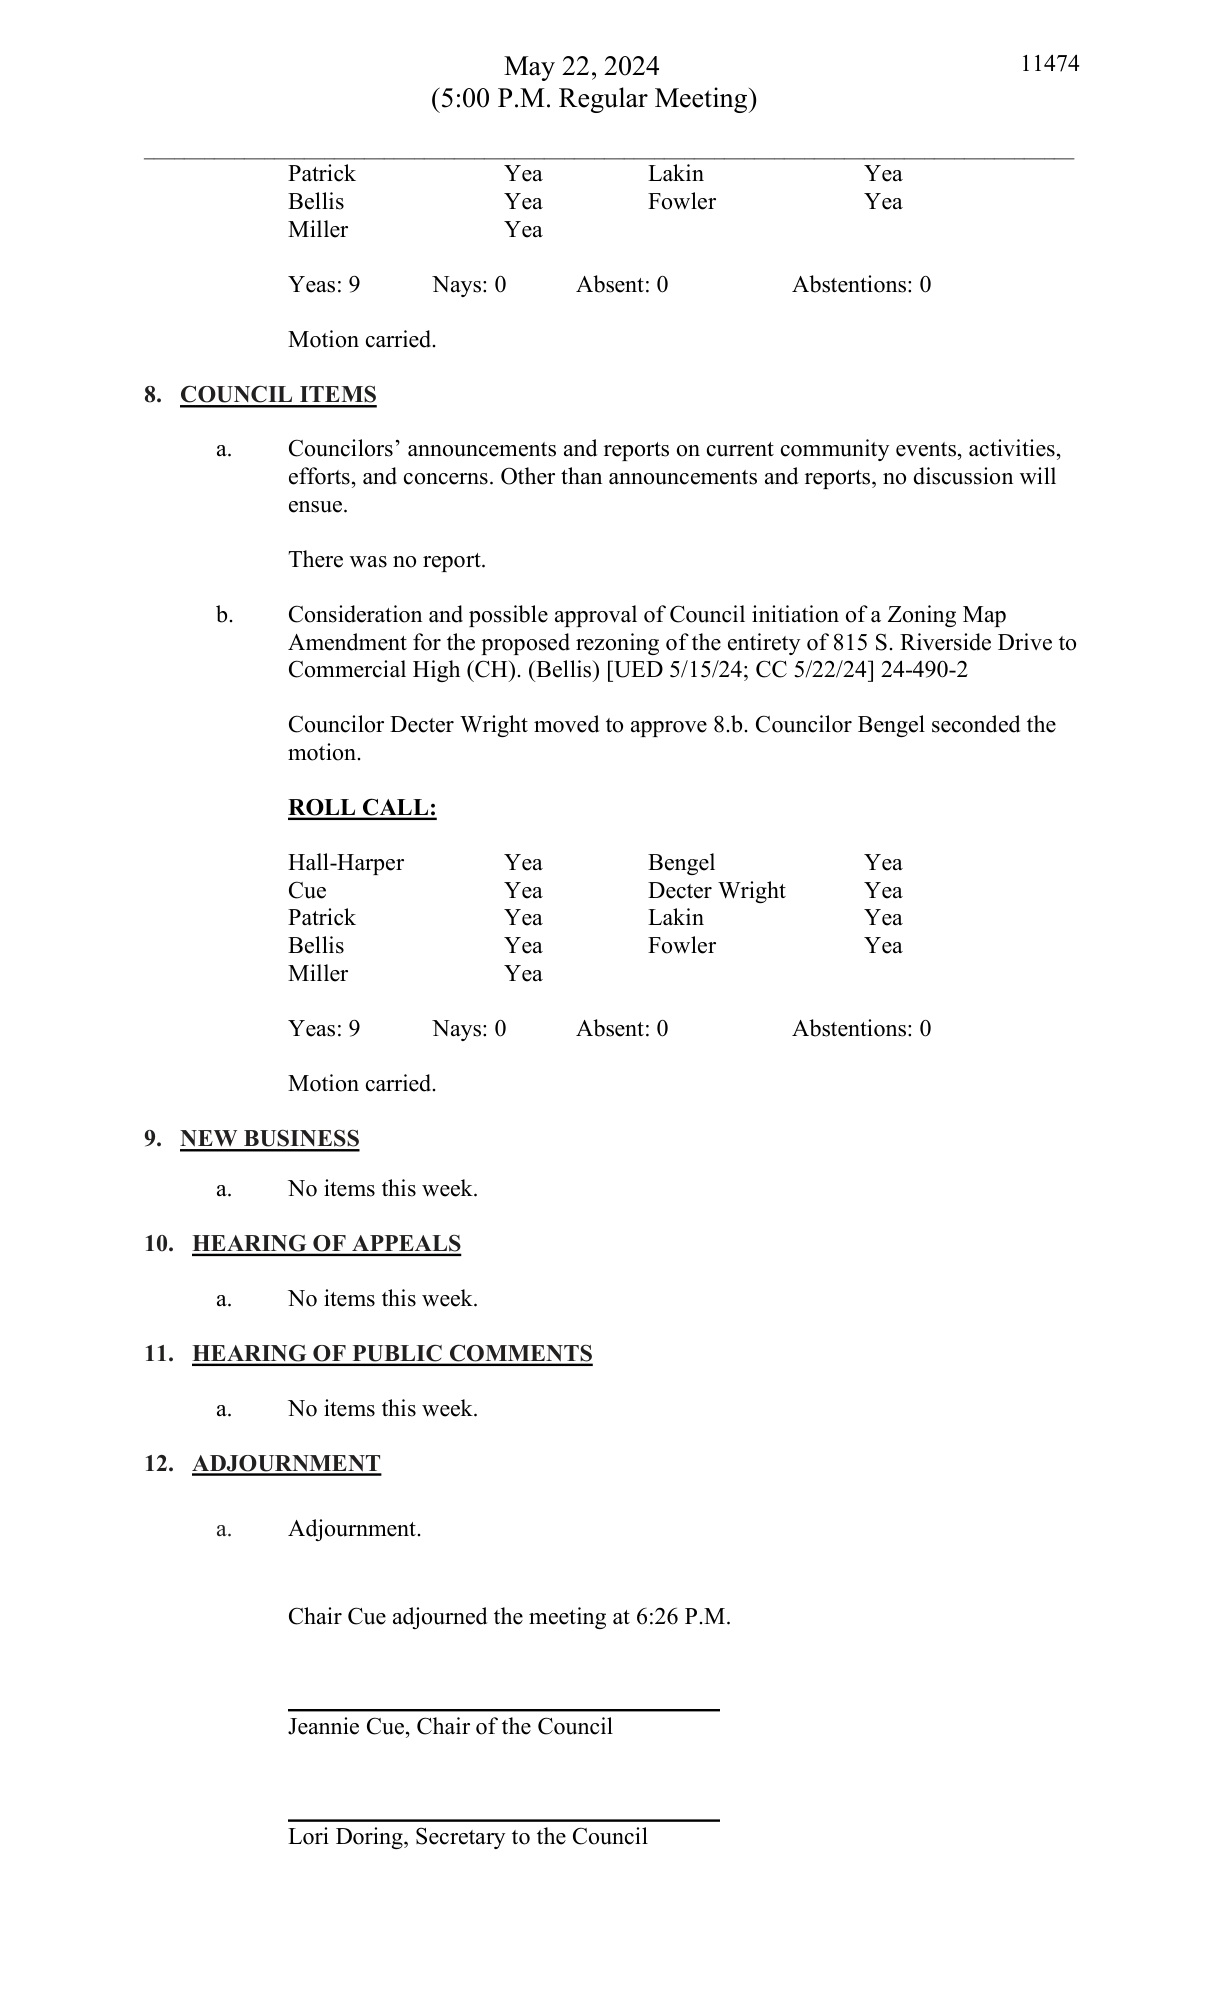 May 22, 2024 11474
(5:00 P.M. Regular Meeting)
Patrick Yea Lakin Yea
Bellis Yea Fowler Yea
Miller Yea
Yeas: 9 Nays: 0 Absent: 0 Abstentions: 0
Motion carried.
8. COUNCIL ITEMS
a. Councilors’ announcements and reports on current community events, activities,
efforts, and concerns. Other than announcements and reports, no discussion will
ensue.
There was no report.
b. Consideration and possible approval of Council initiation of a Zoning Map
Amendment for the proposed rezoning of the entirety of 815 S. Riverside Drive to
Commercial High (CH). (Bellis) [UED 5/15/24; CC 5/22/24] 24-490-2
Councilor Decter Wright moved to approve 8.b. Councilor Bengel seconded the
motion.
ROLL CALL:
Hall-Harper Yea Bengel Yea
Cue Yea Decter Wright Yea
Patrick Yea Lakin Yea
Bellis Yea Fowler Yea
Miller Yea
Yeas: 9 Nays: 0 Absent: 0 Abstentions: 0
Motion carried.
9. NEW BUSINESS
a. No items this week.
10. HEARING OF APPEALS
a. No items this week.
11. HEARING OF PUBLIC COMMENTS
a. No items this week.
12. ADJOURNMENT
a. Adjournment.
Chair Cue adjourned the meeting at 6:26 P.M.
Jeannie Cue, Chair of the Council
Lori Doring, Secretary to the Council